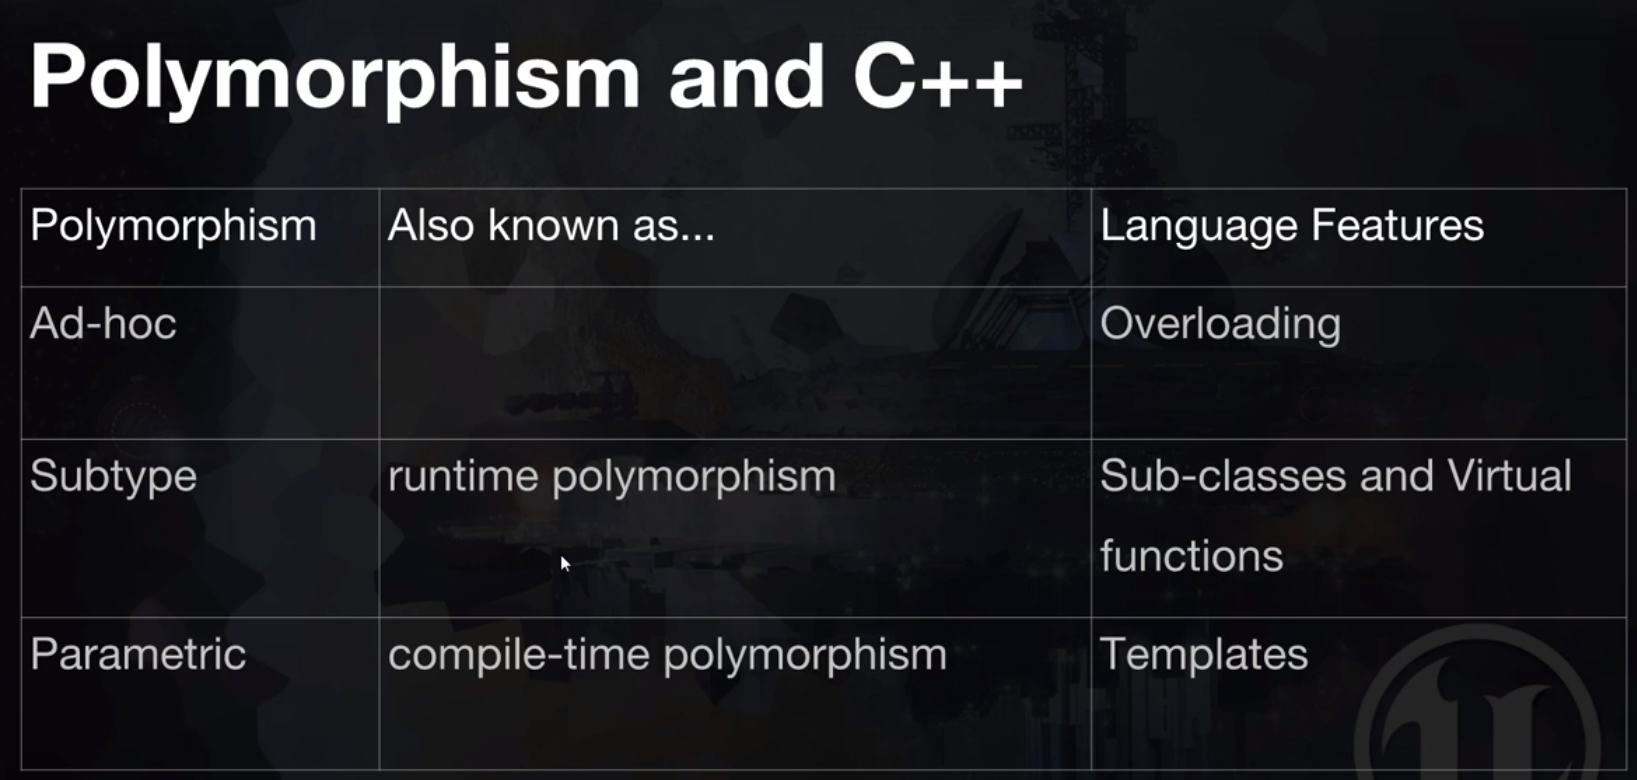 Polymorphism and C++
Polymorphism Also known as... Language Features
Ad-hoc Overloading
Subtype runtime polymorphism Sub-classes and Virtual
functions
Parametric compile-time polymorphism Templates